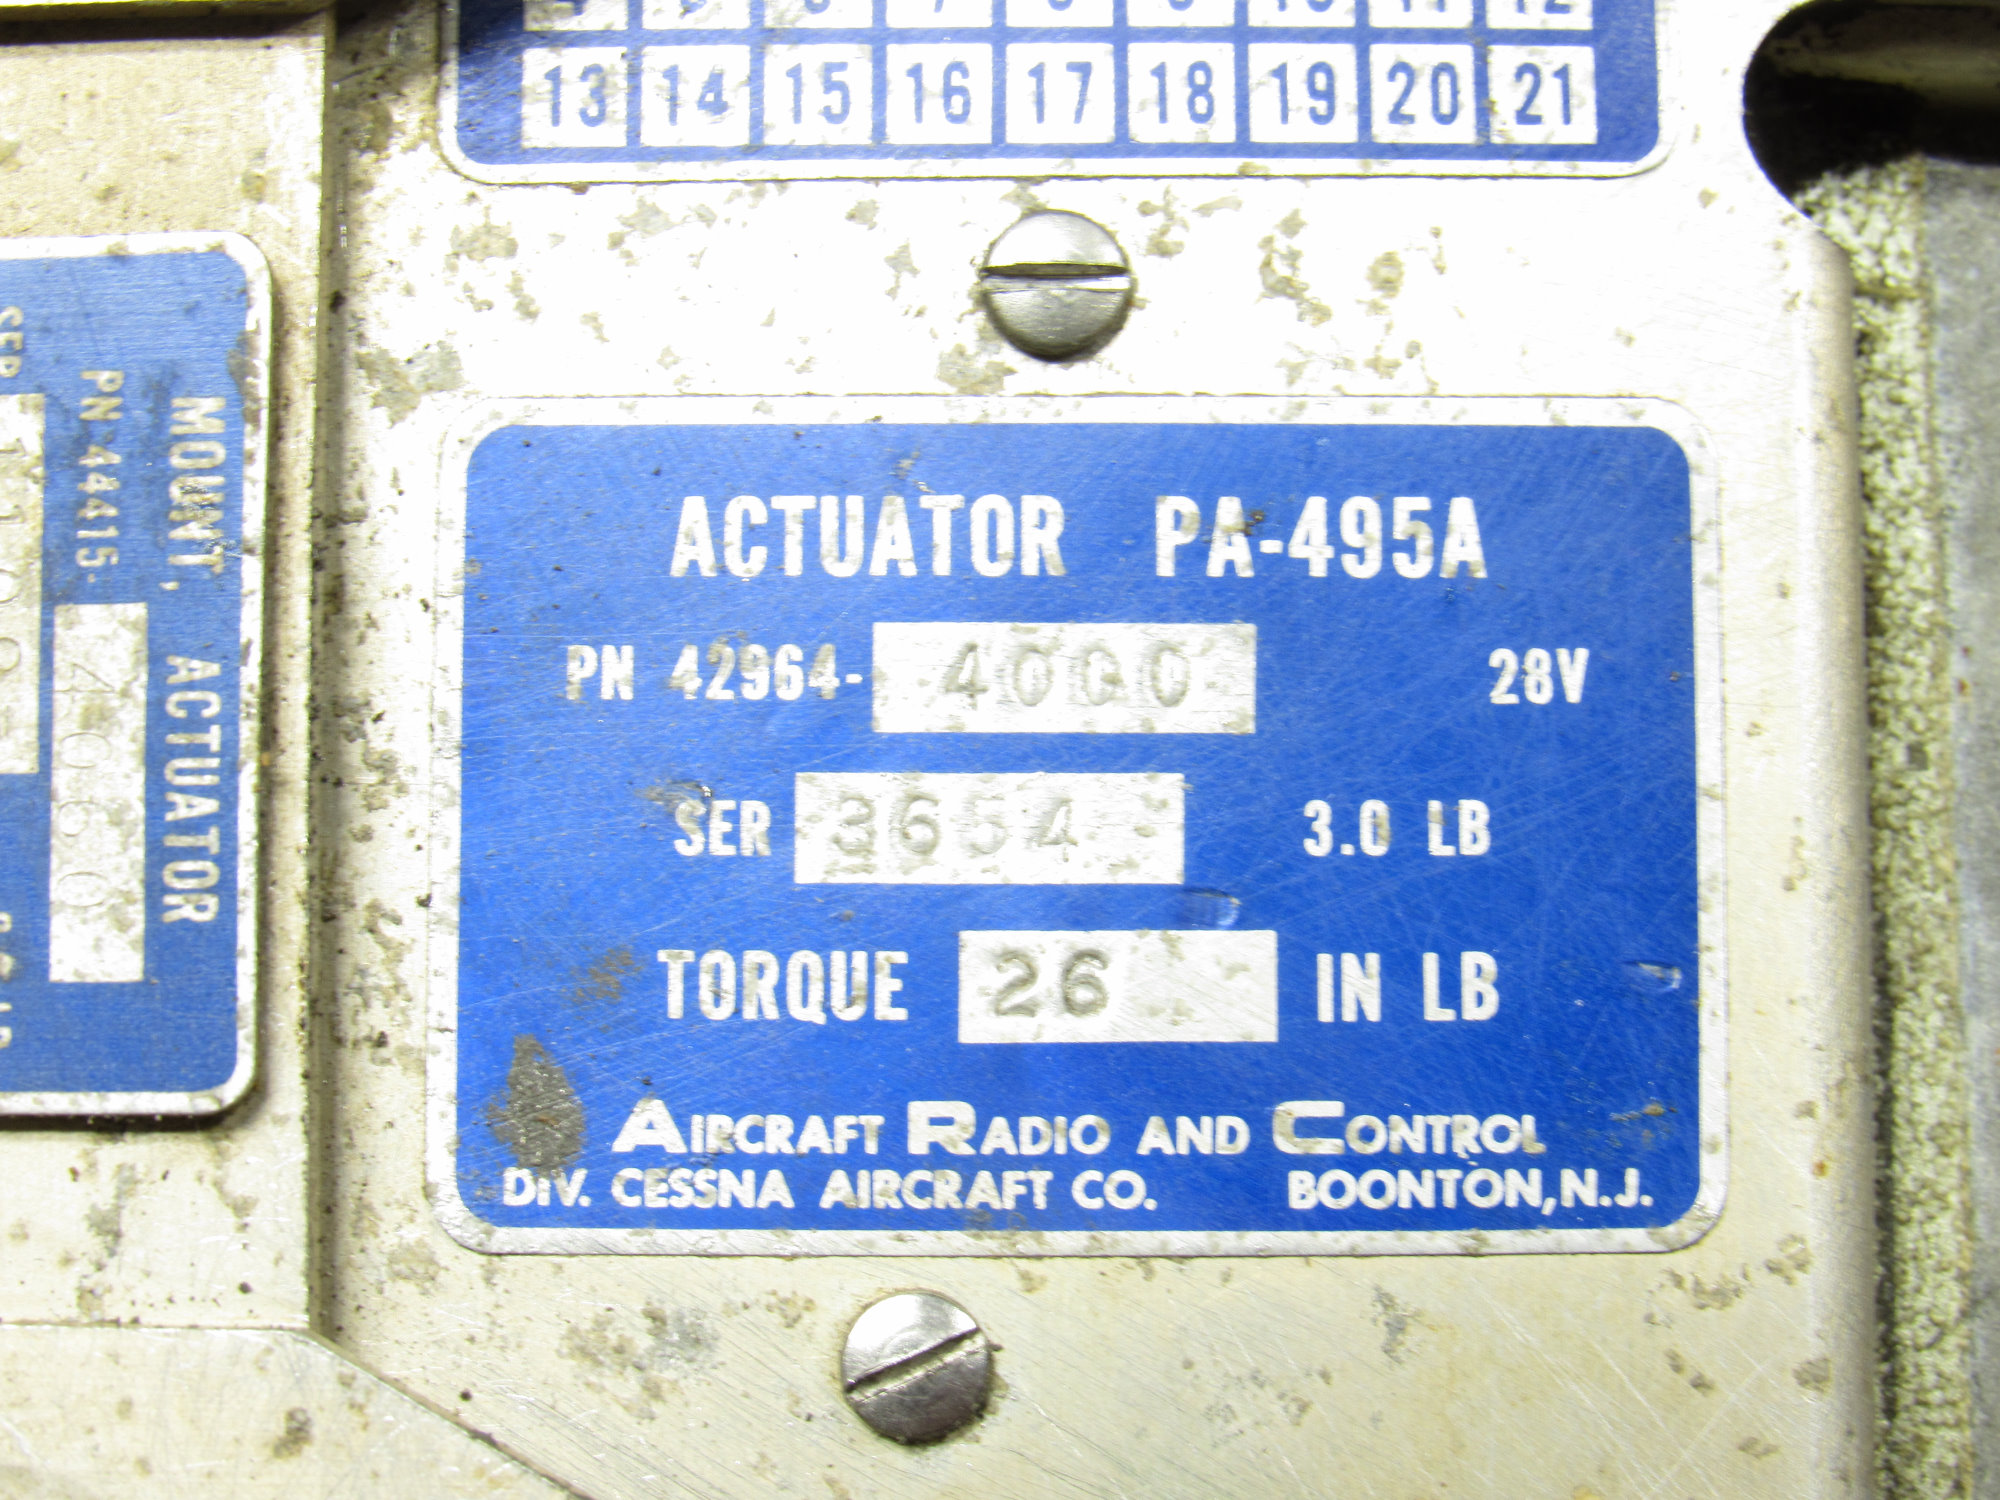 13 14 15 16 17 18 19 20 21
ACTUATOR PA-495A
PN 42964- 4000 28V
SER 3654 3.0 LB
TORQUE 26 IN LB
AIRCRAFT RADIO AND CONTROL
DIV. CESSNA AIRCRAFT CO. BOONTON, N.J.
MOUNT, ACTUATOR
PN 44415- 4060
SER